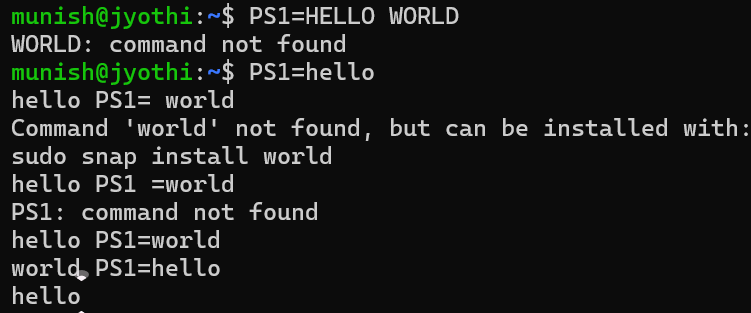 munish@jyothi:~$ PS1=HELLO WORLD
WORLD: command not found
munish@jyothi:~$ PS1=hello
hello PS1= world
Command 'world' not found, but can be installed with:
sudo snap install world
hello PS1 =world
PS1: command not found
hello PS1=world
world PS1=hello
hello